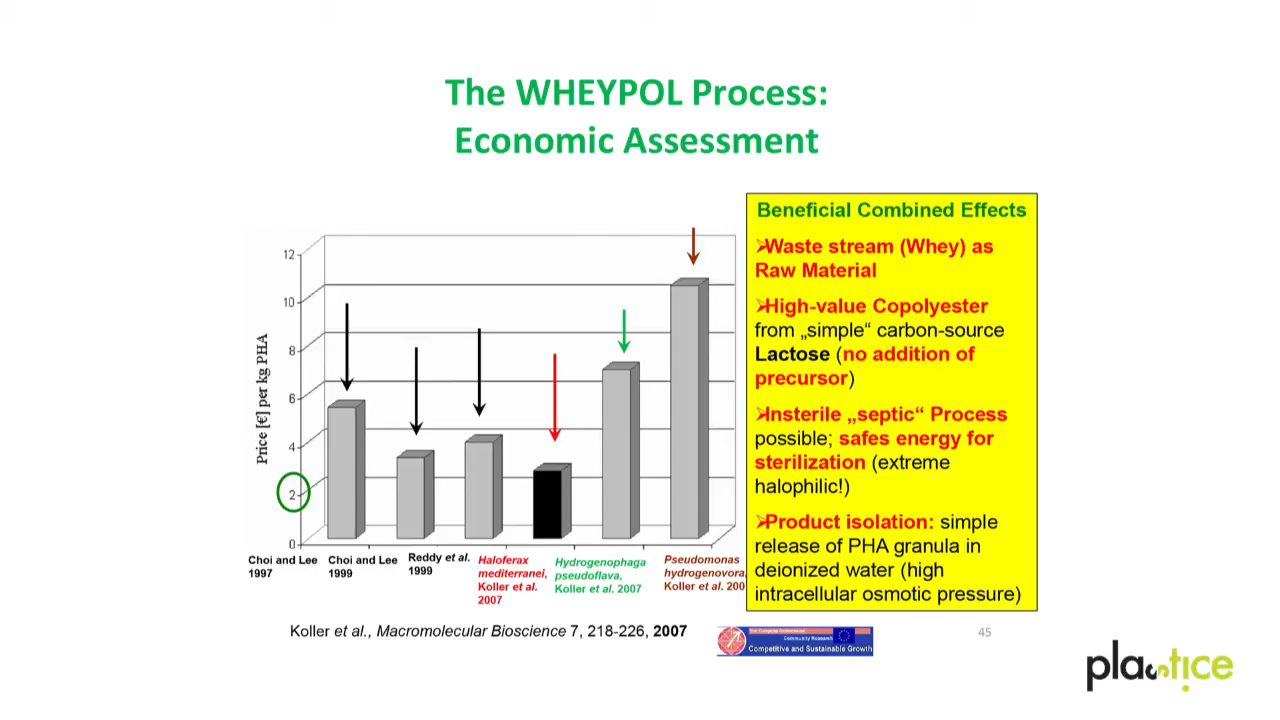 The WHEYPOL Process:
Economic Assessment
Price [€] per kg PHA
12
10
8
6
4
2
0
Choi and Lee
1997
Choi and Lee
1999
Reddy et al.
1999
Haloferax
mediterranei,
Koller et al.
2007
Hydrogenophaga
pseudoflava,
Koller et al. 2007
Pseudomonas
hydrogenovora,
Koller et al. 200
Beneficial Combined Effects
➢Waste stream (Whey) as
Raw Material
➢High-value Copolyester
from „simple“ carbon-source
Lactose (no addition of
precursor)
➢Insterile „septic“ Process
possible; safes energy for
sterilization (extreme
halophilic!)
➢Product isolation: simple
release of PHA granula in
deionized water (high
intracellular osmotic pressure)
Koller et al., Macromolecular Bioscience 7, 218-226, 2007
Community Research
Competitive and Sustainable Growth
45
plastice